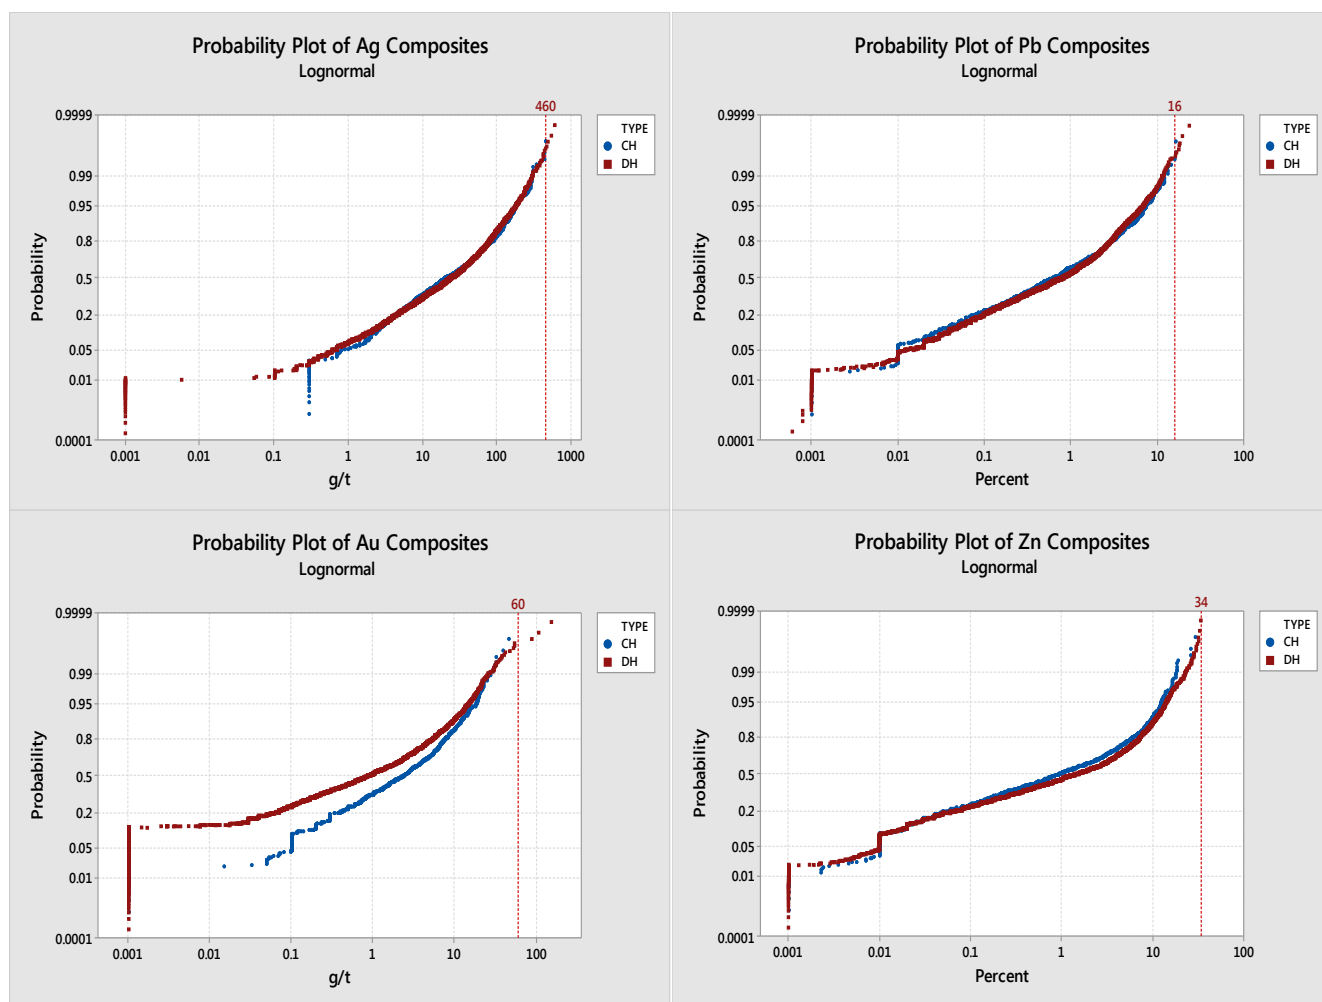 Probability Plot of Ag Composites
Lognormal
460
0.9999
0.99
0.95
0.8
0.5
0.2
0.05
0.01
0.0001
Probability
0.001 0.01 0.1 1 10 100 1000
g/t
TYPE
CH
DH
Probability Plot of Pb Composites
Lognormal
16
0.9999
0.99
0.95
0.8
0.5
0.2
0.05
0.01
0.0001
Probability
0.001 0.01 0.1 1 10 100
Percent
TYPE
CH
DH
Probability Plot of Au Composites
Lognormal
60
0.9999
0.99
0.95
0.8
0.5
0.2
0.05
0.01
0.0001
Probability
0.001 0.01 0.1 1 10 100
g/t
TYPE
CH
DH
Probability Plot of Zn Composites
Lognormal
34
0.9999
0.99
0.95
0.8
0.5
0.2
0.05
0.01
0.0001
Probability
0.001 0.01 0.1 1 10 100
Percent
TYPE
CH
DH